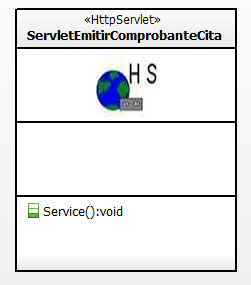 «HttpServlet»
ServletEmitirComprobanteCita
H S
Service():void